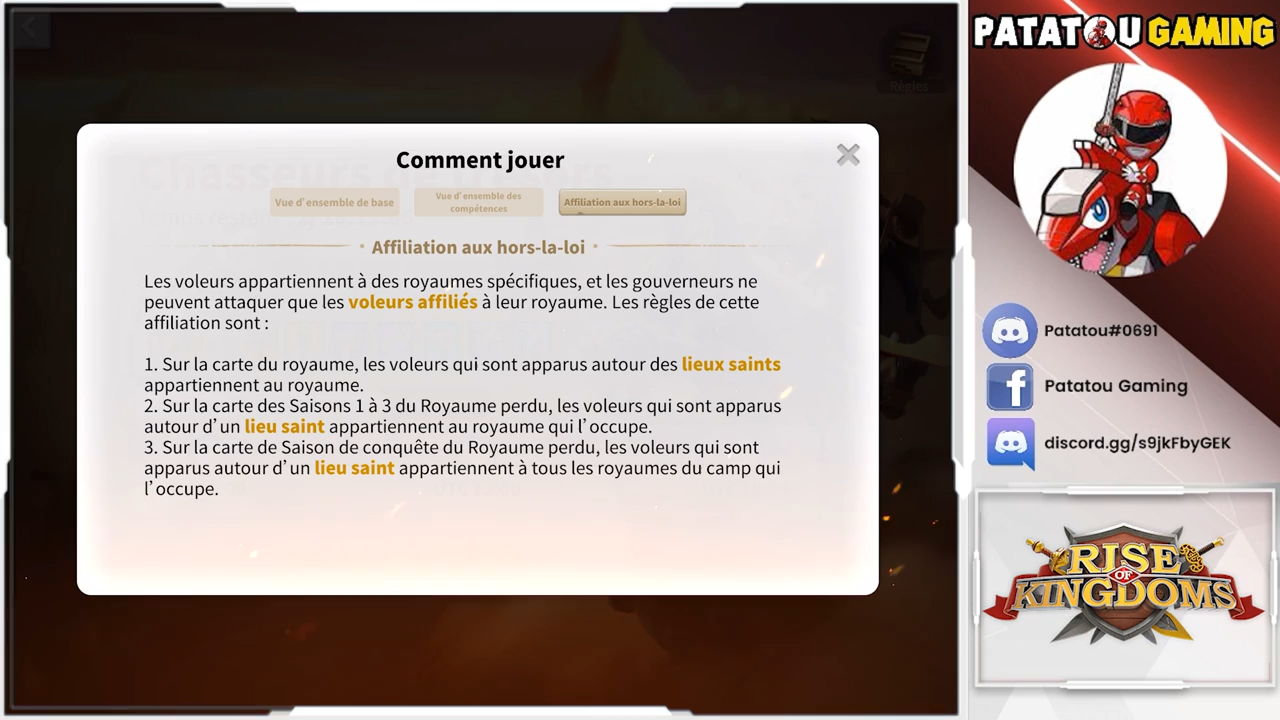 PATATOU GAMING
Règles
Comment jouer
Vue d'ensemble de base
Vue d'ensemble des
compétences
Affiliation aux hors-la-loi
Affiliation aux hors-la-loi
Les voleurs appartiennent à des royaumes spécifiques, et les gouverneurs ne
peuvent attaquer que les voleurs affiliés à leur royaume. Les règles de cette
affiliation sont :
1. Sur la carte du royaume, les voleurs qui sont apparus autour des lieux saints
appartiennent au royaume.
2. Sur la carte des Saisons 1 à 3 du Royaume perdu, les voleurs qui sont apparus
autour d'un lieu saint appartiennent au royaume qui l'occupe.
3. Sur la carte de Saison de conquête du Royaume perdu, les voleurs qui sont
apparus autour d'un lieu saint appartiennent à tous les royaumes du camp qui
l'occupe.
Patatou#0691
Patatou Gaming
discord.gg/s9jkFbyGEK
RISE
OF
KINGDOMS